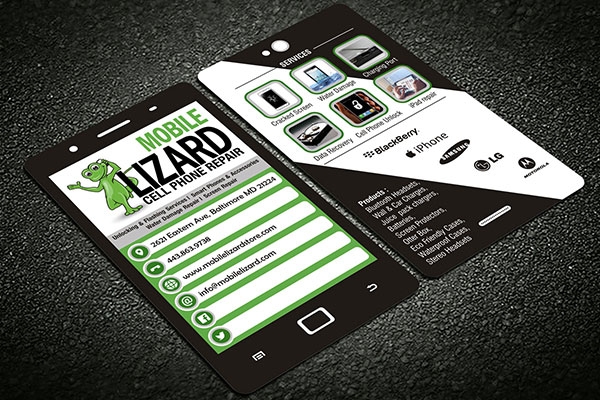 MOBILE
LIZARD
CELL PHONE REPAIR
Unlocking & Flashing Services | Smart Phones & Accessories
Water Damage Repair | Screen Repair
2621 Eastern Ave, Baltimore MD 21224
443.863.9738
www.mobilelizardstore.com
www.mobilelizard.com
info@mobilelizard.com
SERVICES
Cracked Screen
Water Damage
Charging Port
Data Recovery
Cell Phone Unlock
iPad repair
BlackBerry
iPhone
SAMSUNG
LG
MOTOROLA
Products :
Bluetooth Headsets,
Wall & Car Chargers,
Juice pack chargers,
Batteries,
Screen Protectors,
Otter Box,
Eco Friendly Cases,
Waterproof Cases,
Stereo Headsets